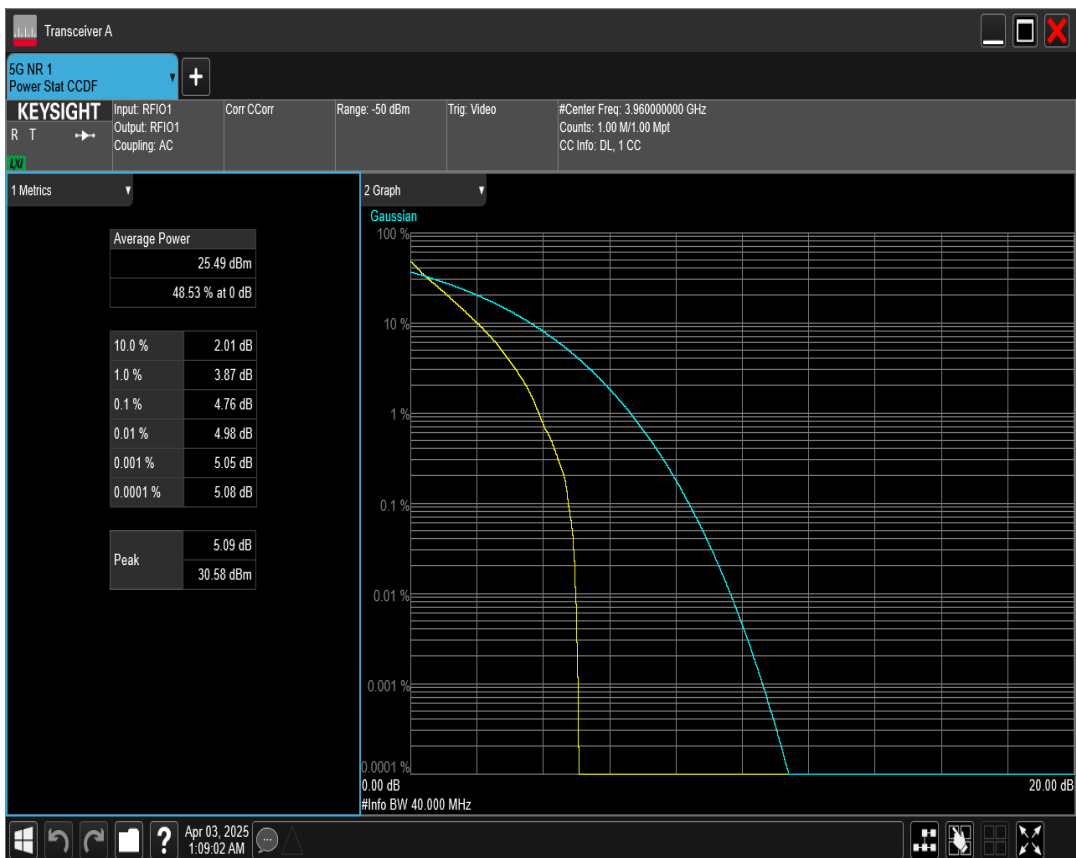 Transceiver A
5G NR 1
Power Stat CCDF
+
KEYSIGHT
R T
LXI
Input: RFIO1
Output: RFIO1
Coupling: AC
Corr CCorr
Range: -50 dBm
Trig: Video
#Center Freq: 3.960000000 GHz
Counts: 1.00 M/1.00 Mpt
CC Info: DL, 1 CC
1 Metrics
Average Power
25.49 dBm
48.53 % at 0 dB
10.0 % 2.01 dB
1.0 % 3.87 dB
0.1 % 4.76 dB
0.01 % 4.98 dB
0.001 % 5.05 dB
0.0001 % 5.08 dB
Peak
5.09 dB
30.58 dBm
2 Graph
Gaussian
100 %
10 %
1 %
0.1 %
0.01 %
0.001 %
0.0001 %
0.00 dB 20.00 dB
#Info BW 40.000 MHz
?
Apr 03, 2025
1:09:02 AM